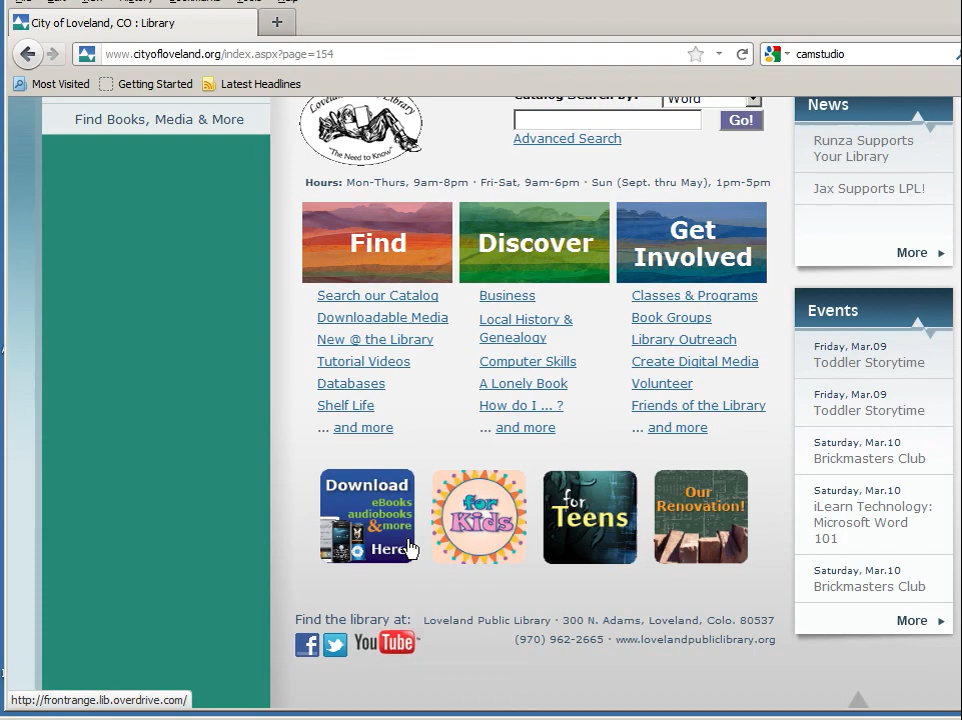 City of Loveland, CO : Library
www.cityofloveland.org/index.aspx?page=154
camstudio
Most Visited
Getting Started
Latest Headlines
Find Books, Media & More
"The Need to Know"
Catalog Search By:
Word
Go!
Advanced Search
Hours: Mon-Thurs, 9am-8pm · Fri-Sat, 9am-6pm · Sun (Sept. thru May), 1pm-5pm
Find
Search our Catalog
Downloadable Media
New @ the Library
Tutorial Videos
Databases
Shelf Life
... and more
Discover
Business
Local History &
Genealogy
Computer Skills
A Lonely Book
How do I ... ?
... and more
Get
Involved
Classes & Programs
Book Groups
Library Outreach
Create Digital Media
Volunteer
Friends of the Library
... and more
Download
eBooks
audiobooks
& more
Here
for
Kids
for
Teens
Our
Renovation!
Find the library at:
You Tube
Loveland Public Library · 300 N. Adams, Loveland, Colo. 80537
(970) 962-2665 · www.lovelandpubliclibrary.org
News
Runza Supports
Your Library
Jax Supports LPL!
More
Events
Friday, Mar.09
Toddler Storytime
Friday, Mar.09
Toddler Storytime
Saturday, Mar.10
Brickmasters Club
Saturday, Mar.10
iLearn Technology:
Microsoft Word
101
Saturday, Mar.10
Brickmasters Club
More
http://frontrange.lib.overdrive.com/